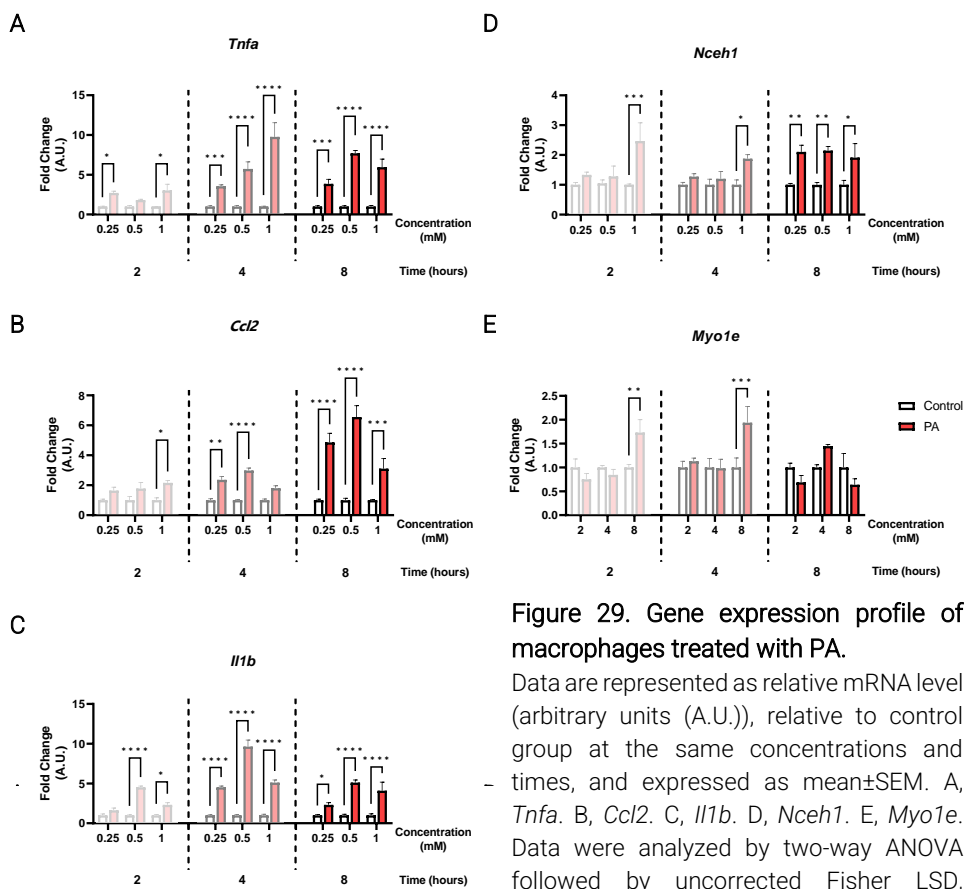 A
Tnfa
Fold Change
(A.U.)
15
10
5
0
* * * * * * * * * * * * * * * * * * * * * * * *
0.25 0.5 1 0.25 0.5 1 0.25 0.5 1
Concentration
(mM)
2 4 8 Time (hours)
B
Ccl2
Fold Change
(A.U.)
8
6
4
2
0
* * * * * * * * * * * * * * * * * *
0.25 0.5 1 0.25 0.5 1 0.25 0.5 1
Concentration
(mM)
2 4 8 Time (hours)
C
Il1b
Fold Change
(A.U.)
15
10
5
0
* * * * * * * * * * * * * * * * * * * * * * * * * *
0.25 0.5 1 0.25 0.5 1 0.25 0.5 1
Concentration
(mM)
2 4 8 Time (hours)
D
Nceh1
Fold Change
(A.U.)
4
3
2
1
0
* * * * * * * * *
0.25 0.5 1 0.25 0.5 1 0.25 0.5 1
Concentration
(mM)
2 4 8 Time (hours)
E
Myo1e
Fold Change
(A.U.)
2.5
2.0
1.5
1.0
0.5
0.0
* * * * *
2 4 8 2 4 8 2 4 8
Concentration
(mM)
2 4 8 Time (hours)
Control
PA
Figure 29. Gene expression profile of
macrophages treated with PA.
Data are represented as relative mRNA level
(arbitrary units (A.U.)), relative to control
group at the same concentrations and
times, and expressed as mean±SEM. A,
Tnfa. B, Ccl2. C, Il1b. D, Nceh1. E, Myo1e.
Data were analyzed by two-way ANOVA
followed by uncorrected Fisher LSD.